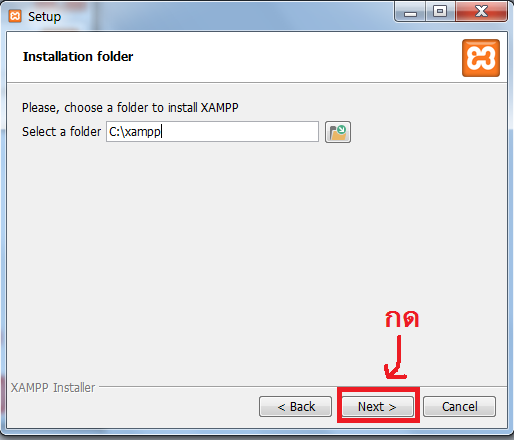 Setup
Installation folder
Please, choose a folder to install XAMPP
Select a folder C:\xampp
กด
XAMPP Installer
< Back Next > Cancel